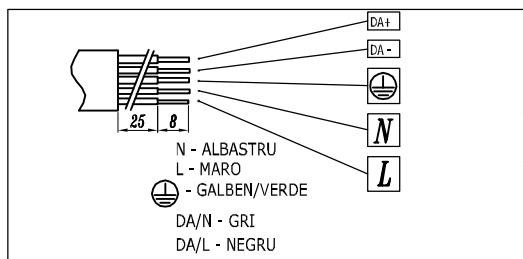 DA+
DA -
N
L
25 8
N - ALBASTRU
L - MARO
- GALBEN/VERDE
DA/N - GRI
DA/L - NEGRU